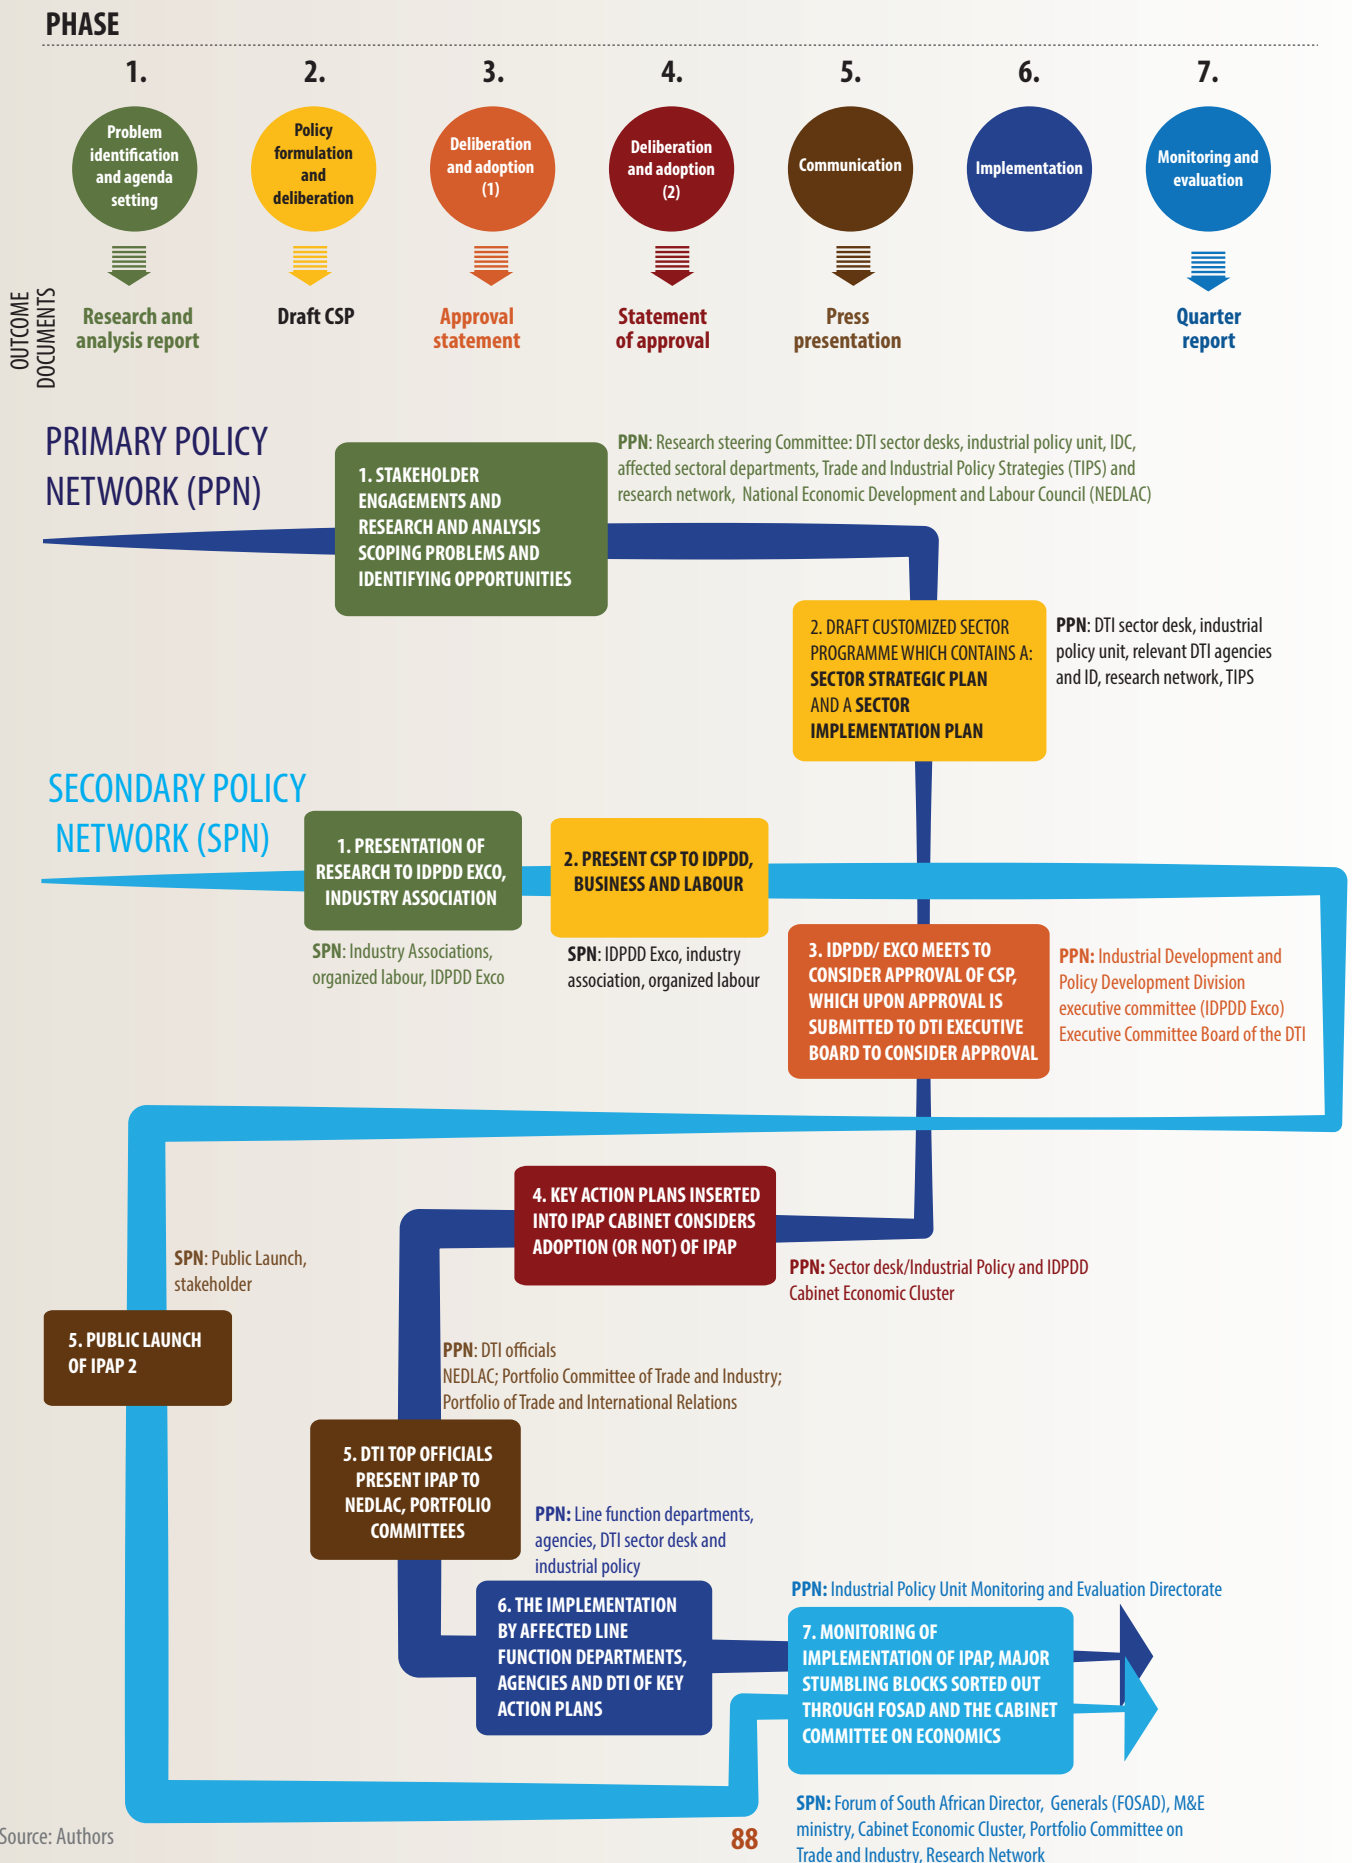 PHASE
1.
2.
3.
4.
5.
6.
7.
Problem
identification
and agenda
setting
Policy
formulation
and
deliberation
Deliberation
and adoption
(1)
Deliberation
and adoption
(2)
Communication
Implementation
Monitoring and
evaluation
OUTCOME
DOCUMENTS
Research and
analysis report
Draft CSP
Approval
statement
Statement
of approval
Press
presentation
Quarter
report
PRIMARY POLICY
NETWORK (PPN)
1. STAKEHOLDER
ENGAGEMENTS AND
RESEARCH AND ANALYSIS
SCOPING PROBLEMS AND
IDENTIFYING OPPORTUNITIES
PPN: Research steering Committee: DTI sector desks, industrial policy unit, IDC,
affected sectoral departments, Trade and Industrial Policy Strategies (TIPS) and
research network, National Economic Development and Labour Council (NEDLAC)
2. DRAFT CUSTOMIZED SECTOR
PROGRAMME WHICH CONTAINS A:
SECTOR STRATEGIC PLAN
AND A SECTOR
IMPLEMENTATION PLAN
PPN: DTI sector desk, industrial
policy unit, relevant DTI agencies
and ID, research network, TIPS
SECONDARY POLICY
NETWORK (SPN)
1. PRESENTATION OF
RESEARCH TO IDPDD EXCO,
INDUSTRY ASSOCIATION
SPN: Industry Associations,
organized labour, IDPDD Exco
2. PRESENT CSP TO IDPDD,
BUSINESS AND LABOUR
SPN: IDPDD Exco, industry
association, organized labour
3. IDPDD/ EXCO MEETS TO
CONSIDER APPROVAL OF CSP,
WHICH UPON APPROVAL IS
SUBMITTED TO DTI EXECUTIVE
BOARD TO CONSIDER APPROVAL
PPN: Industrial Development and
Policy Development Division
executive committee (IDPDD Exco)
Executive Committee Board of the DTI
4. KEY ACTION PLANS INSERTED
INTO IPAP CABINET CONSIDERS
ADOPTION (OR NOT) OF IPAP
PPN: Sector desk/Industrial Policy and IDPDD
Cabinet Economic Cluster
SPN: Public Launch,
stakeholder
5. PUBLIC LAUNCH
OF IPAP 2
PPN: DTI officials
NEDLAC; Portfolio Committee of Trade and Industry;
Portfolio of Trade and International Relations
5. DTI TOP OFFICIALS
PRESENT IPAP TO
NEDLAC, PORTFOLIO
COMMITTEES
PPN: Line function departments,
agencies, DTI sector desk and
industrial policy
6. THE IMPLEMENTATION
BY AFFECTED LINE
FUNCTION DEPARTMENTS,
AGENCIES AND DTI OF KEY
ACTION PLANS
PPN: Industrial Policy Unit Monitoring and Evaluation Directorate
7. MONITORING OF
IMPLEMENTATION OF IPAP, MAJOR
STUMBLING BLOCKS SORTED OUT
THROUGH FOSAD AND THE CABINET
COMMITTEE ON ECONOMICS
SPN: Forum of South African Director, Generals (FOSAD), M&E
ministry, Cabinet Economic Cluster, Portfolio Committee on
Trade and Industry, Research Network
Source: Authors
88